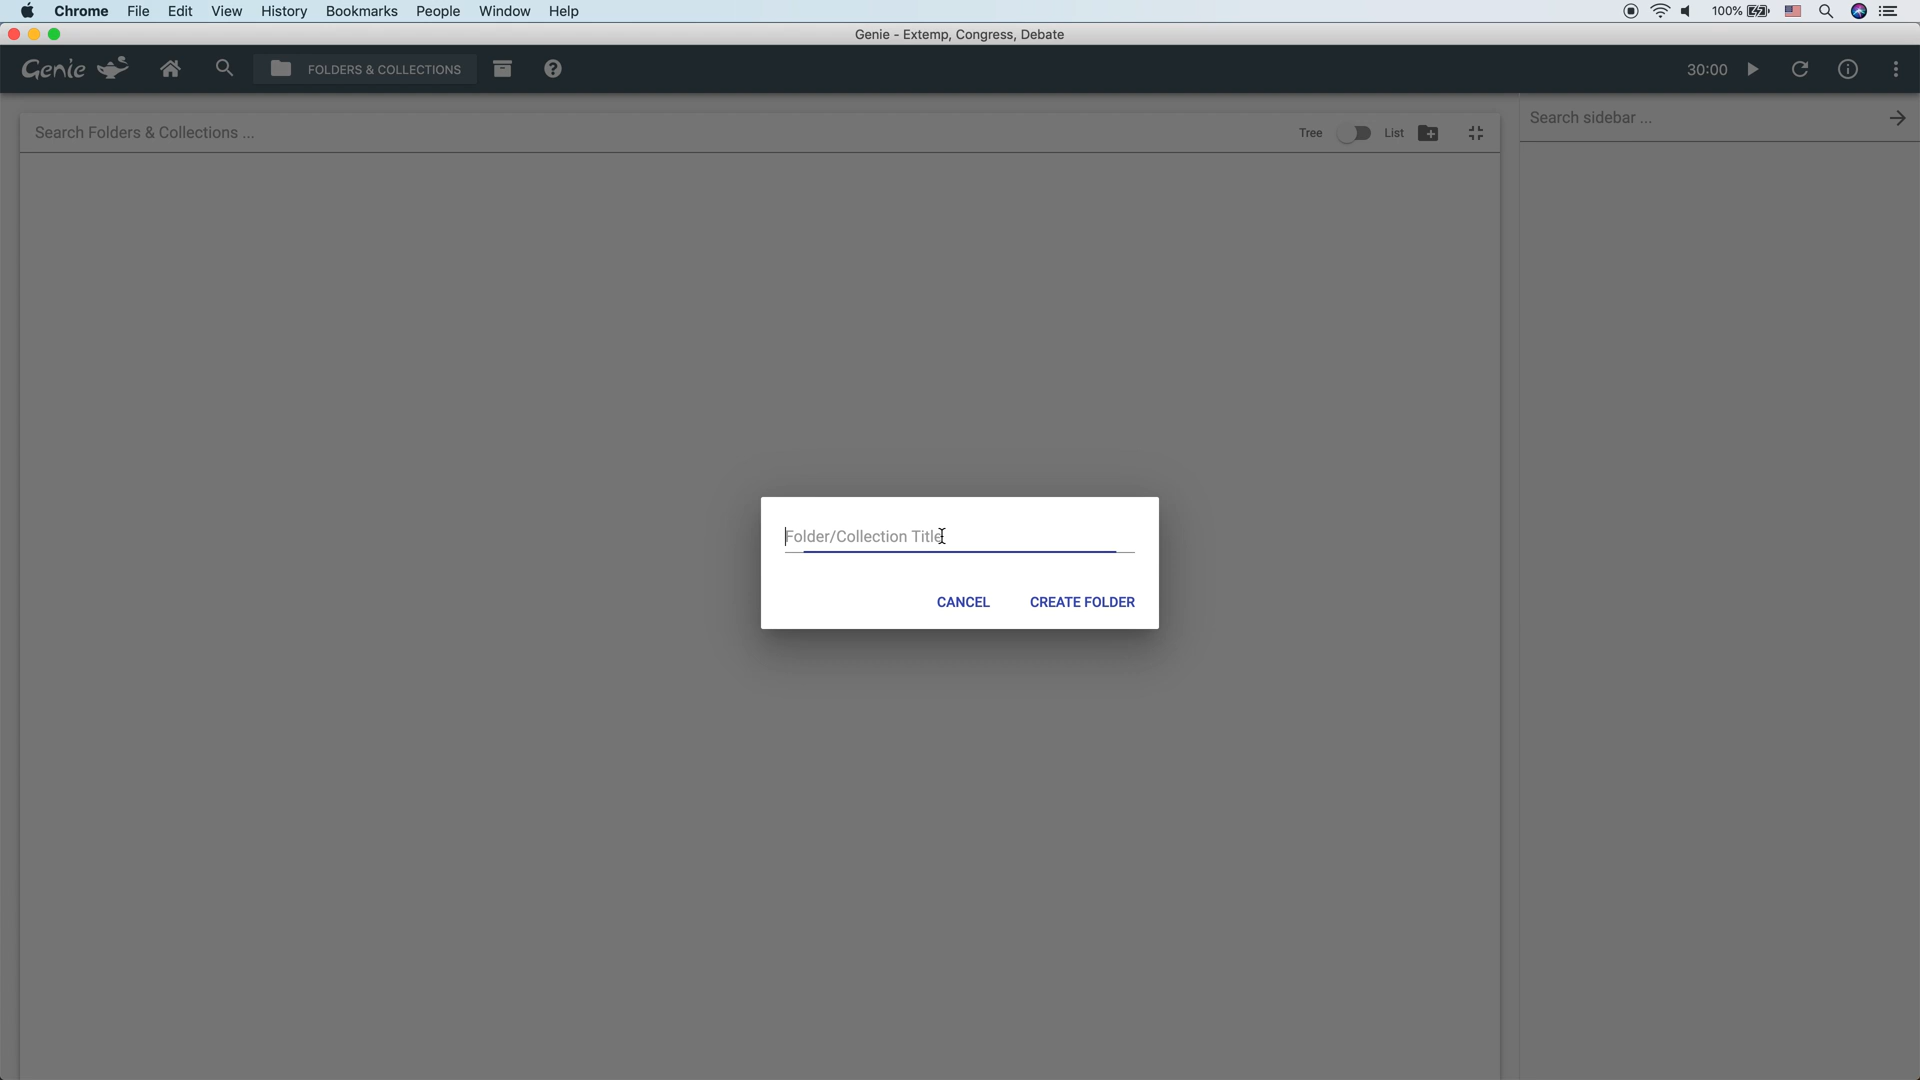 Chrome File Edit View History Bookmarks People Window Help 100%
Genie - Extemp, Congress, Debate
Genie FOLDERS & COLLECTIONS 30:00
Search Folders & Collections ... Tree List
Search sidebar ...
Folder/Collection Title
CANCEL CREATE FOLDER